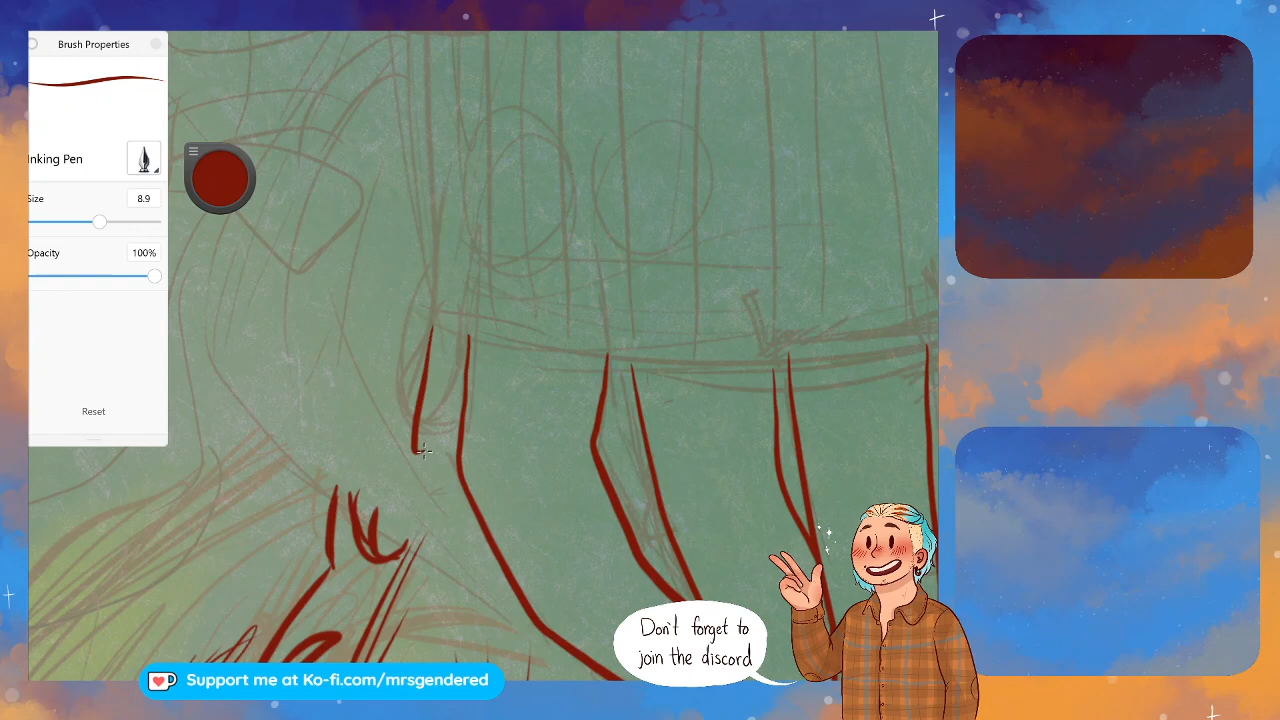 Brush Properties
nking Pen
Size
8.9
Opacity
100%
Reset
Don't forget to
join the discord
Support me at Ko-fi.com/mrsgendered